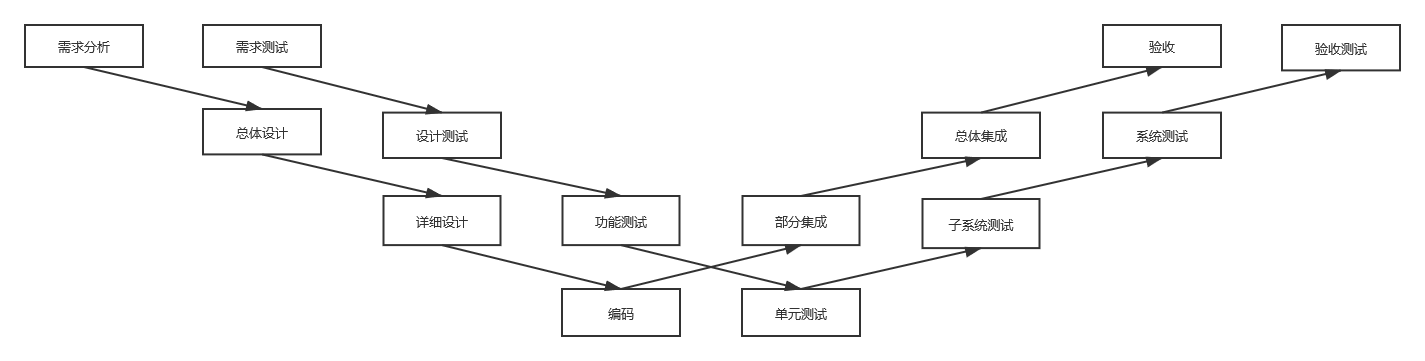 需求分析
需求测试
验收
验收测试
总体设计
设计测试
总体集成
系统测试
详细设计
功能测试
部分集成
子系统测试
编码
单元测试